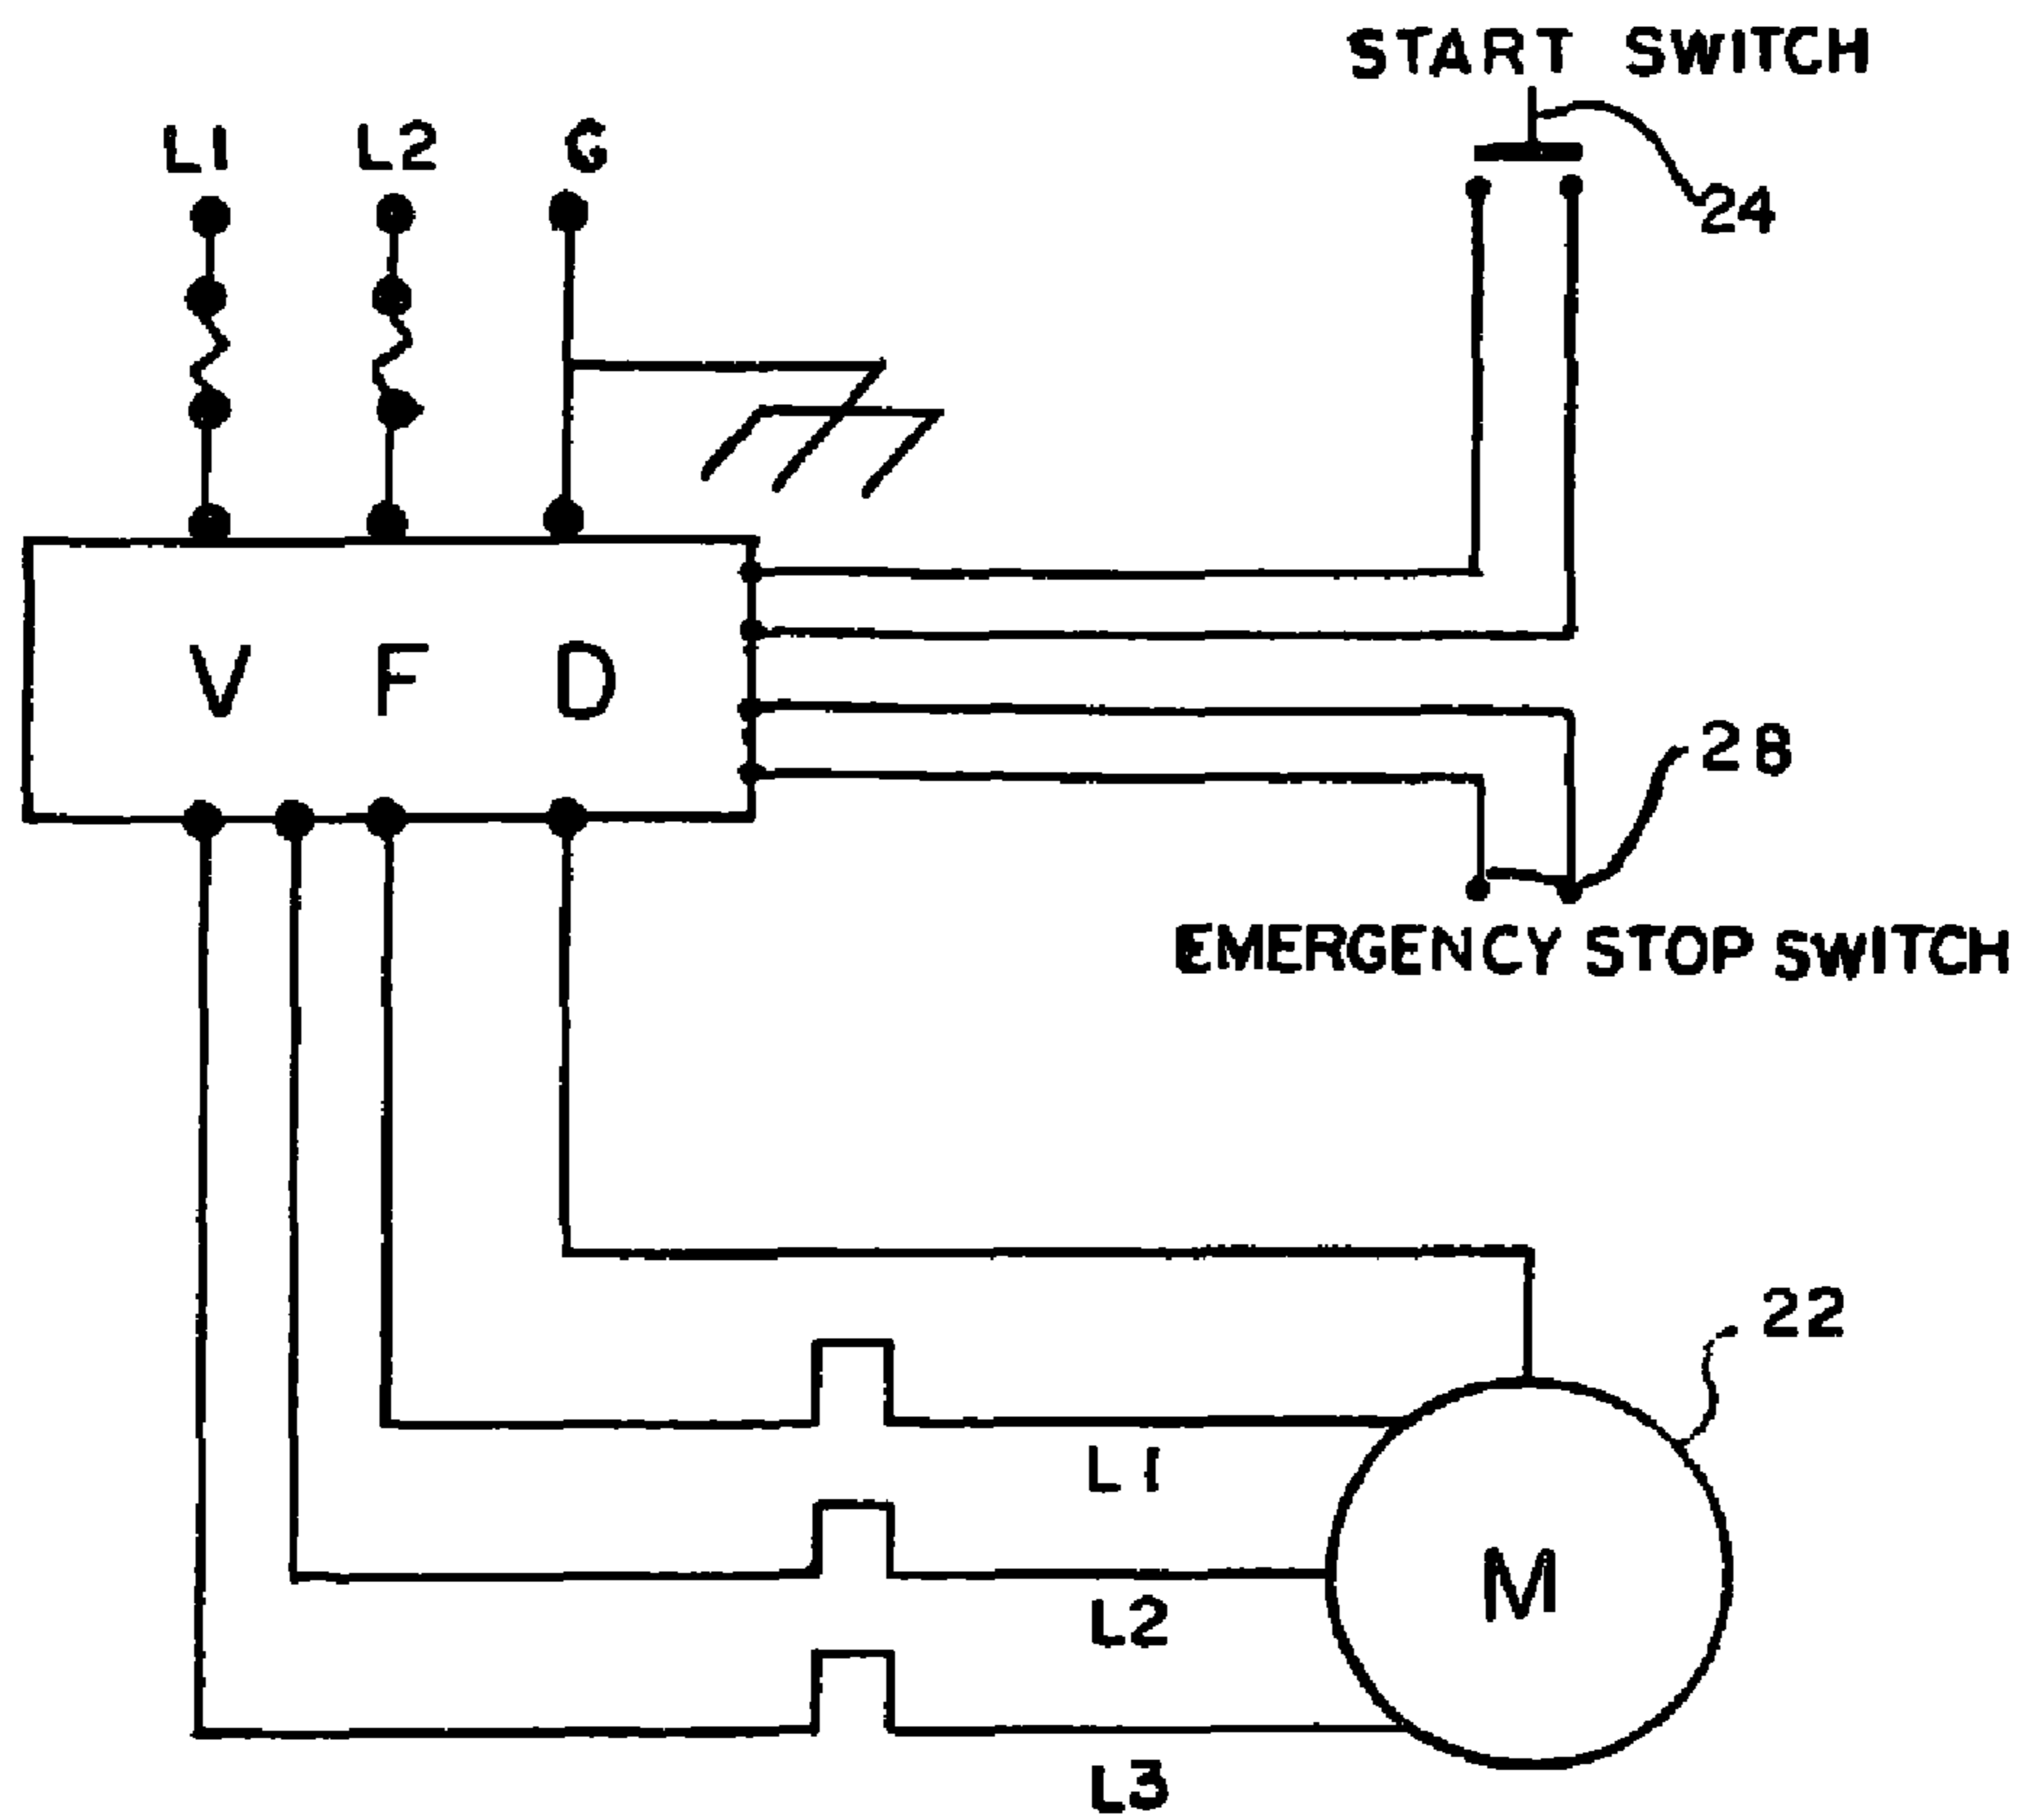 START SWITCH
L1 L2 G
24
V F D
28
EMERGENCY STOP SWITCH
22
L1
M
L2
L3